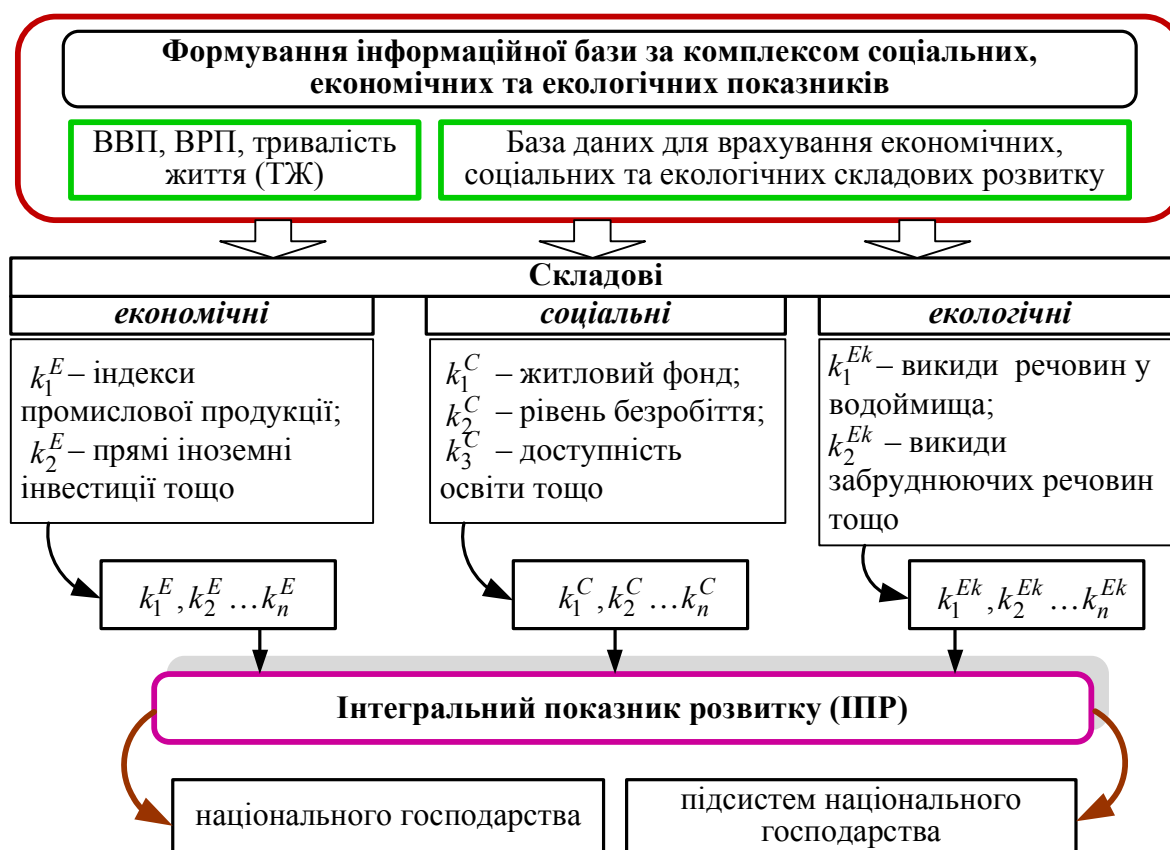 Формування інформаційної бази за комплексом соціальних,
економічних та екологічних показників
ВВП, ВРП, тривалість
життя (ТЖ)
База даних для врахування економічних,
соціальних та екологічних складових розвитку
Складові
економічні
соціальні
екологічні
k₁ᴱ – індекси
промислової продукції;
k₂ᴱ – прямі іноземні
інвестиції тощо
k₁ᶜ – житловий фонд;
k₂ᶜ – рівень безробіття;
k₃ᶜ – доступність
освіти тощо
k₁ᴱᵏ – викиди речовин у
водоймища;
k₂ᴱᵏ – викиди
забруднюючих речовин
тощо
k₁ᴱ, k₂ᴱ … kₙᴱ
k₁ᶜ, k₂ᶜ … kₙᶜ
k₁ᴱᵏ, k₂ᴱᵏ … kₙᴱᵏ
Інтегральний показник розвитку (ІПР)
національного господарства
підсистем національного
господарства